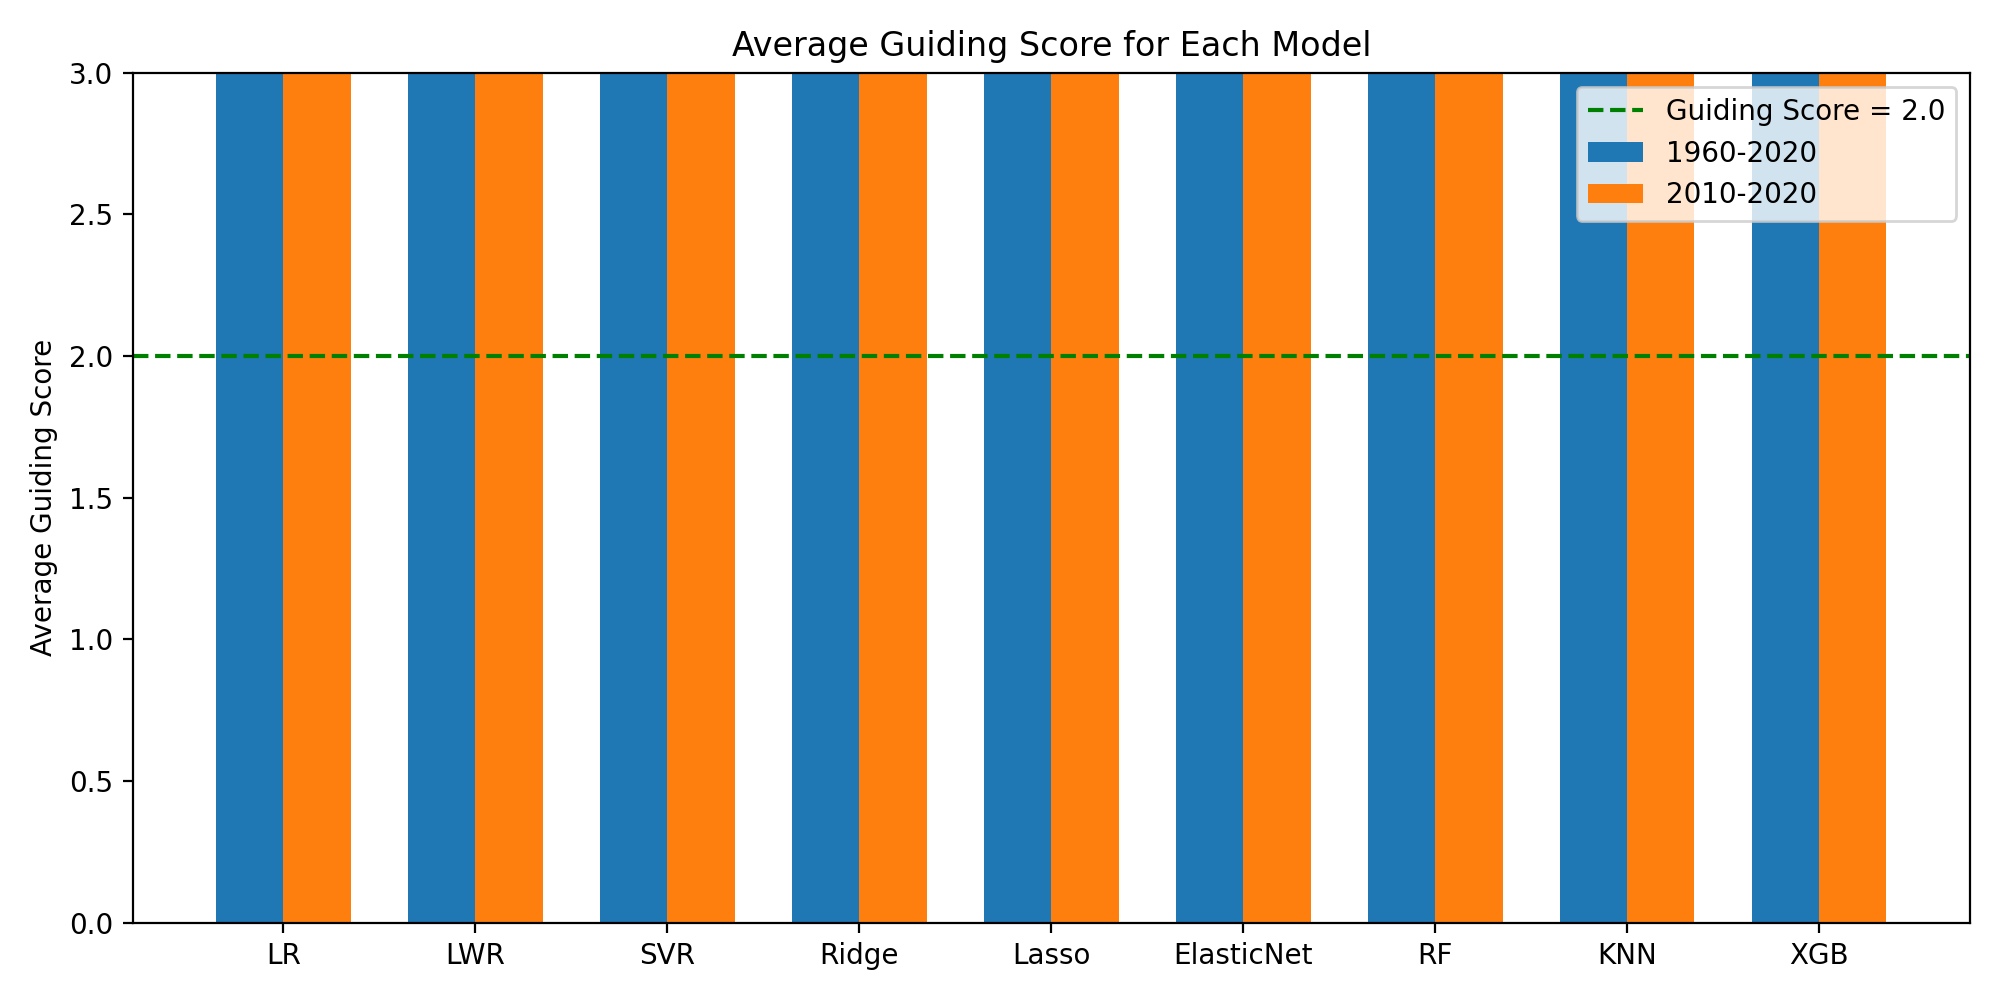 Average Guiding Score for Each Model
Average Guiding Score
3.0
2.5
2.0
1.5
1.0
0.5
0.0
Guiding Score = 2.0
1960-2020
2010-2020
LR LWR SVR Ridge Lasso ElasticNet RF KNN XGB